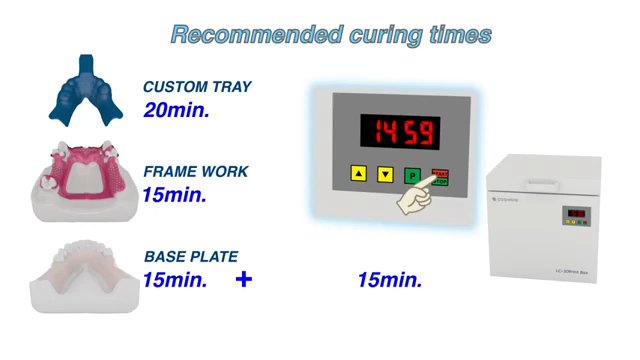 Recommended curing times
CUSTOM TRAY
20min.
FRAME WORK
15min.
BASE PLATE
15min. + 15min.
14 59
P
START
STOP